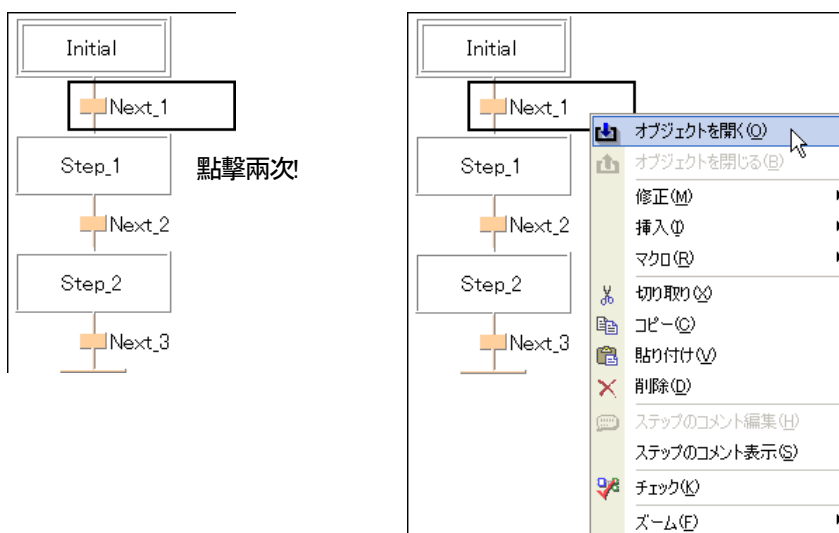 Initial
Next_1
Step_1
點擊兩次!
Next_2
Step_2
Next_3
Initial
Next_1
Step_1
Next_2
Step_2
Next_3
オブジェクトを開く(O)
オブジェクトを閉じる(B)
修正(M)
挿入(I)
マクロ(R)
切り取り(X)
コピー(C)
貼り付け(V)
削除(D)
ステップのコメント編集(H)
ステップのコメント表示(S)
チェック(K)
ズーム(F)